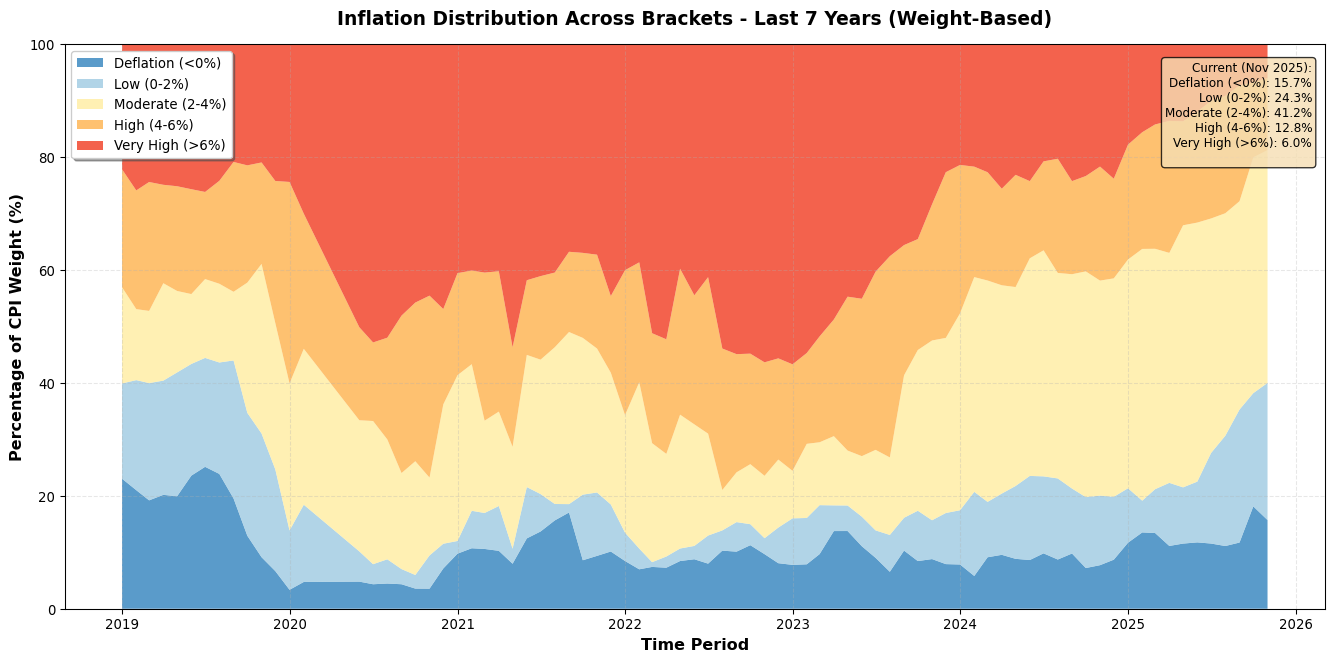 Inflation Distribution Across Brackets - Last 7 Years (Weight-Based)
Percentage of CPI Weight (%)
100
80
60
40
20
0
Deflation (<0%)
Low (0-2%)
Moderate (2-4%)
High (4-6%)
Very High (>6%)
Current (Nov 2025):
Deflation (<0%): 15.7%
Low (0-2%): 24.3%
Moderate (2-4%): 41.2%
High (4-6%): 12.8%
Very High (>6%): 6.0%
2019
2020
2021
2022
2023
2024
2025
2026
Time Period